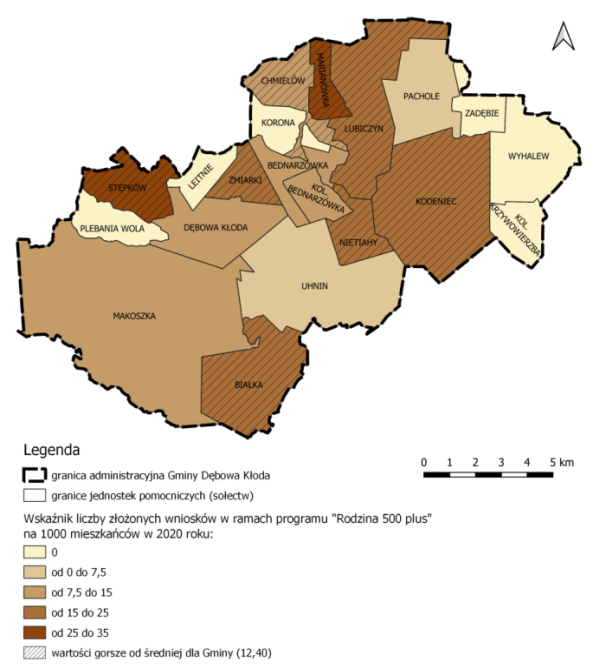 CHMIELÓW
MARIANÓWKA
PACHOLE
KORONA
LUBICZYN
ZADĘBIE
WYHALEW
BEDNARZÓWKA
LEITNIE
ŻMIARKI
STĘPKÓW
KOL.
BEDNARZÓWKA
KODENIEC
KOL.
KRZYWOWIERZBA
PLEBANIA WOLA
DĘBOWA KŁODA
NIETIAHY
UHNIN
MAKOSZKA
BIAŁKA
Legenda
granica administracyjna Gminy Dębowa Kłoda
granice jednostek pomocniczych (sołectw)
0 1 2 3 4 5 km
Wskaźnik liczby złożonych wniosków w ramach programu "Rodzina 500 plus"
na 1000 mieszkańców w 2020 roku:
0
od 0 do 7,5
od 7,5 do 15
od 15 do 25
od 25 do 35
wartości gorsze od średniej dla Gminy (12,40)